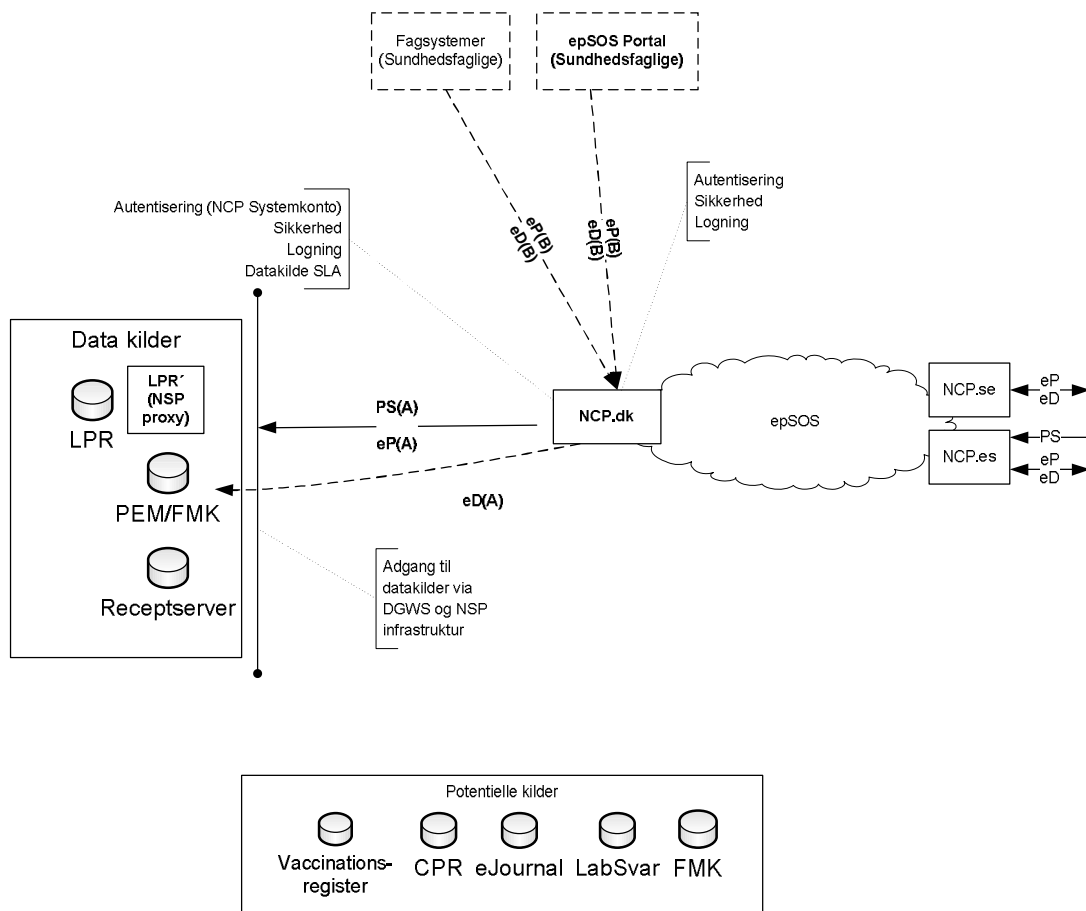 Fagsystemer
(Sundhedsfaglige)
epSOS Portal
(Sundhedsfaglige)
Autentisering
Sikkerhed
Logning
Autentisering (NCP Systemkonto)
Sikkerhed
Logning
Datakilde SLA
eP(B)
eD(B)
eP(B)
eD(B)
Data kilder
LPR´
(NSP
proxy)
LPR
PEM/FMK
Receptserver
PS(A)
eP(A)
eD(A)
NCP.dk
epSOS
NCP.se
eP
eD
NCP.es
PS
eP
eD
Adgang til
datakilder via
DGWS og NSP
infrastruktur
Potentielle kilder
Vaccinations-
register
CPR
eJournal
LabSvar
FMK